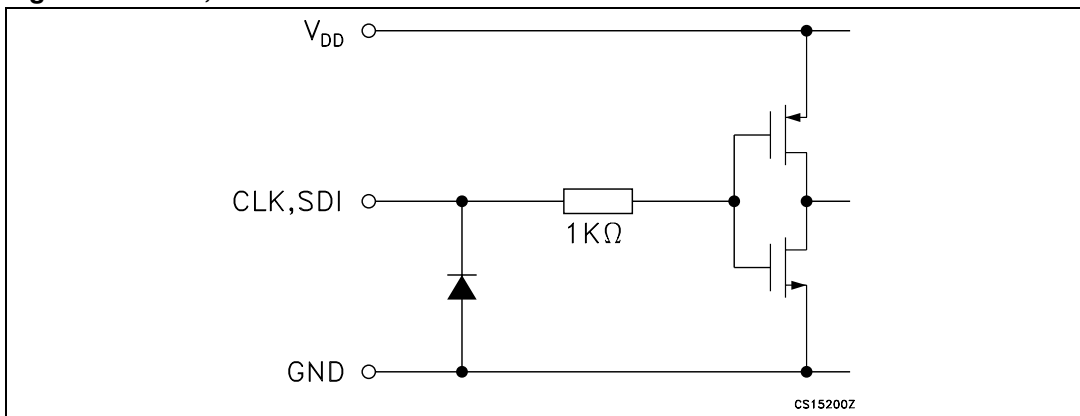 V_DD
CLK,SDI
1KΩ
GND
CS15200Z